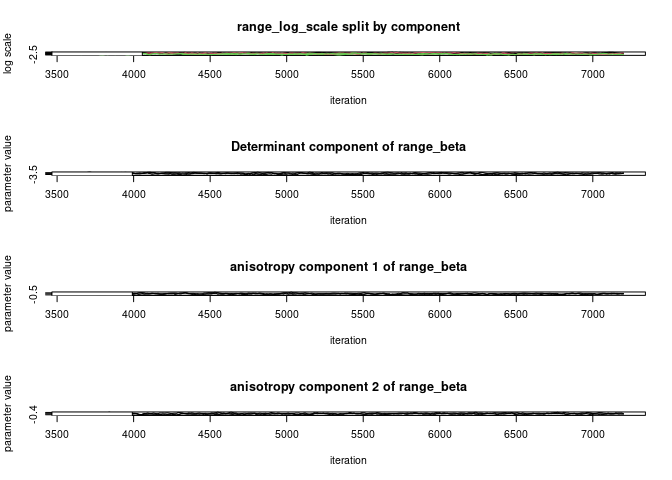 range_log_scale split by component
log scale
-2.5
3500 4000 4500 5000 5500 6000 6500 7000
iteration
Determinant component of range_beta
parameter value
-3.5
3500 4000 4500 5000 5500 6000 6500 7000
iteration
anisotropy component 1 of range_beta
parameter value
-0.5
3500 4000 4500 5000 5500 6000 6500 7000
iteration
anisotropy component 2 of range_beta
parameter value
-0.4
3500 4000 4500 5000 5500 6000 6500 7000
iteration